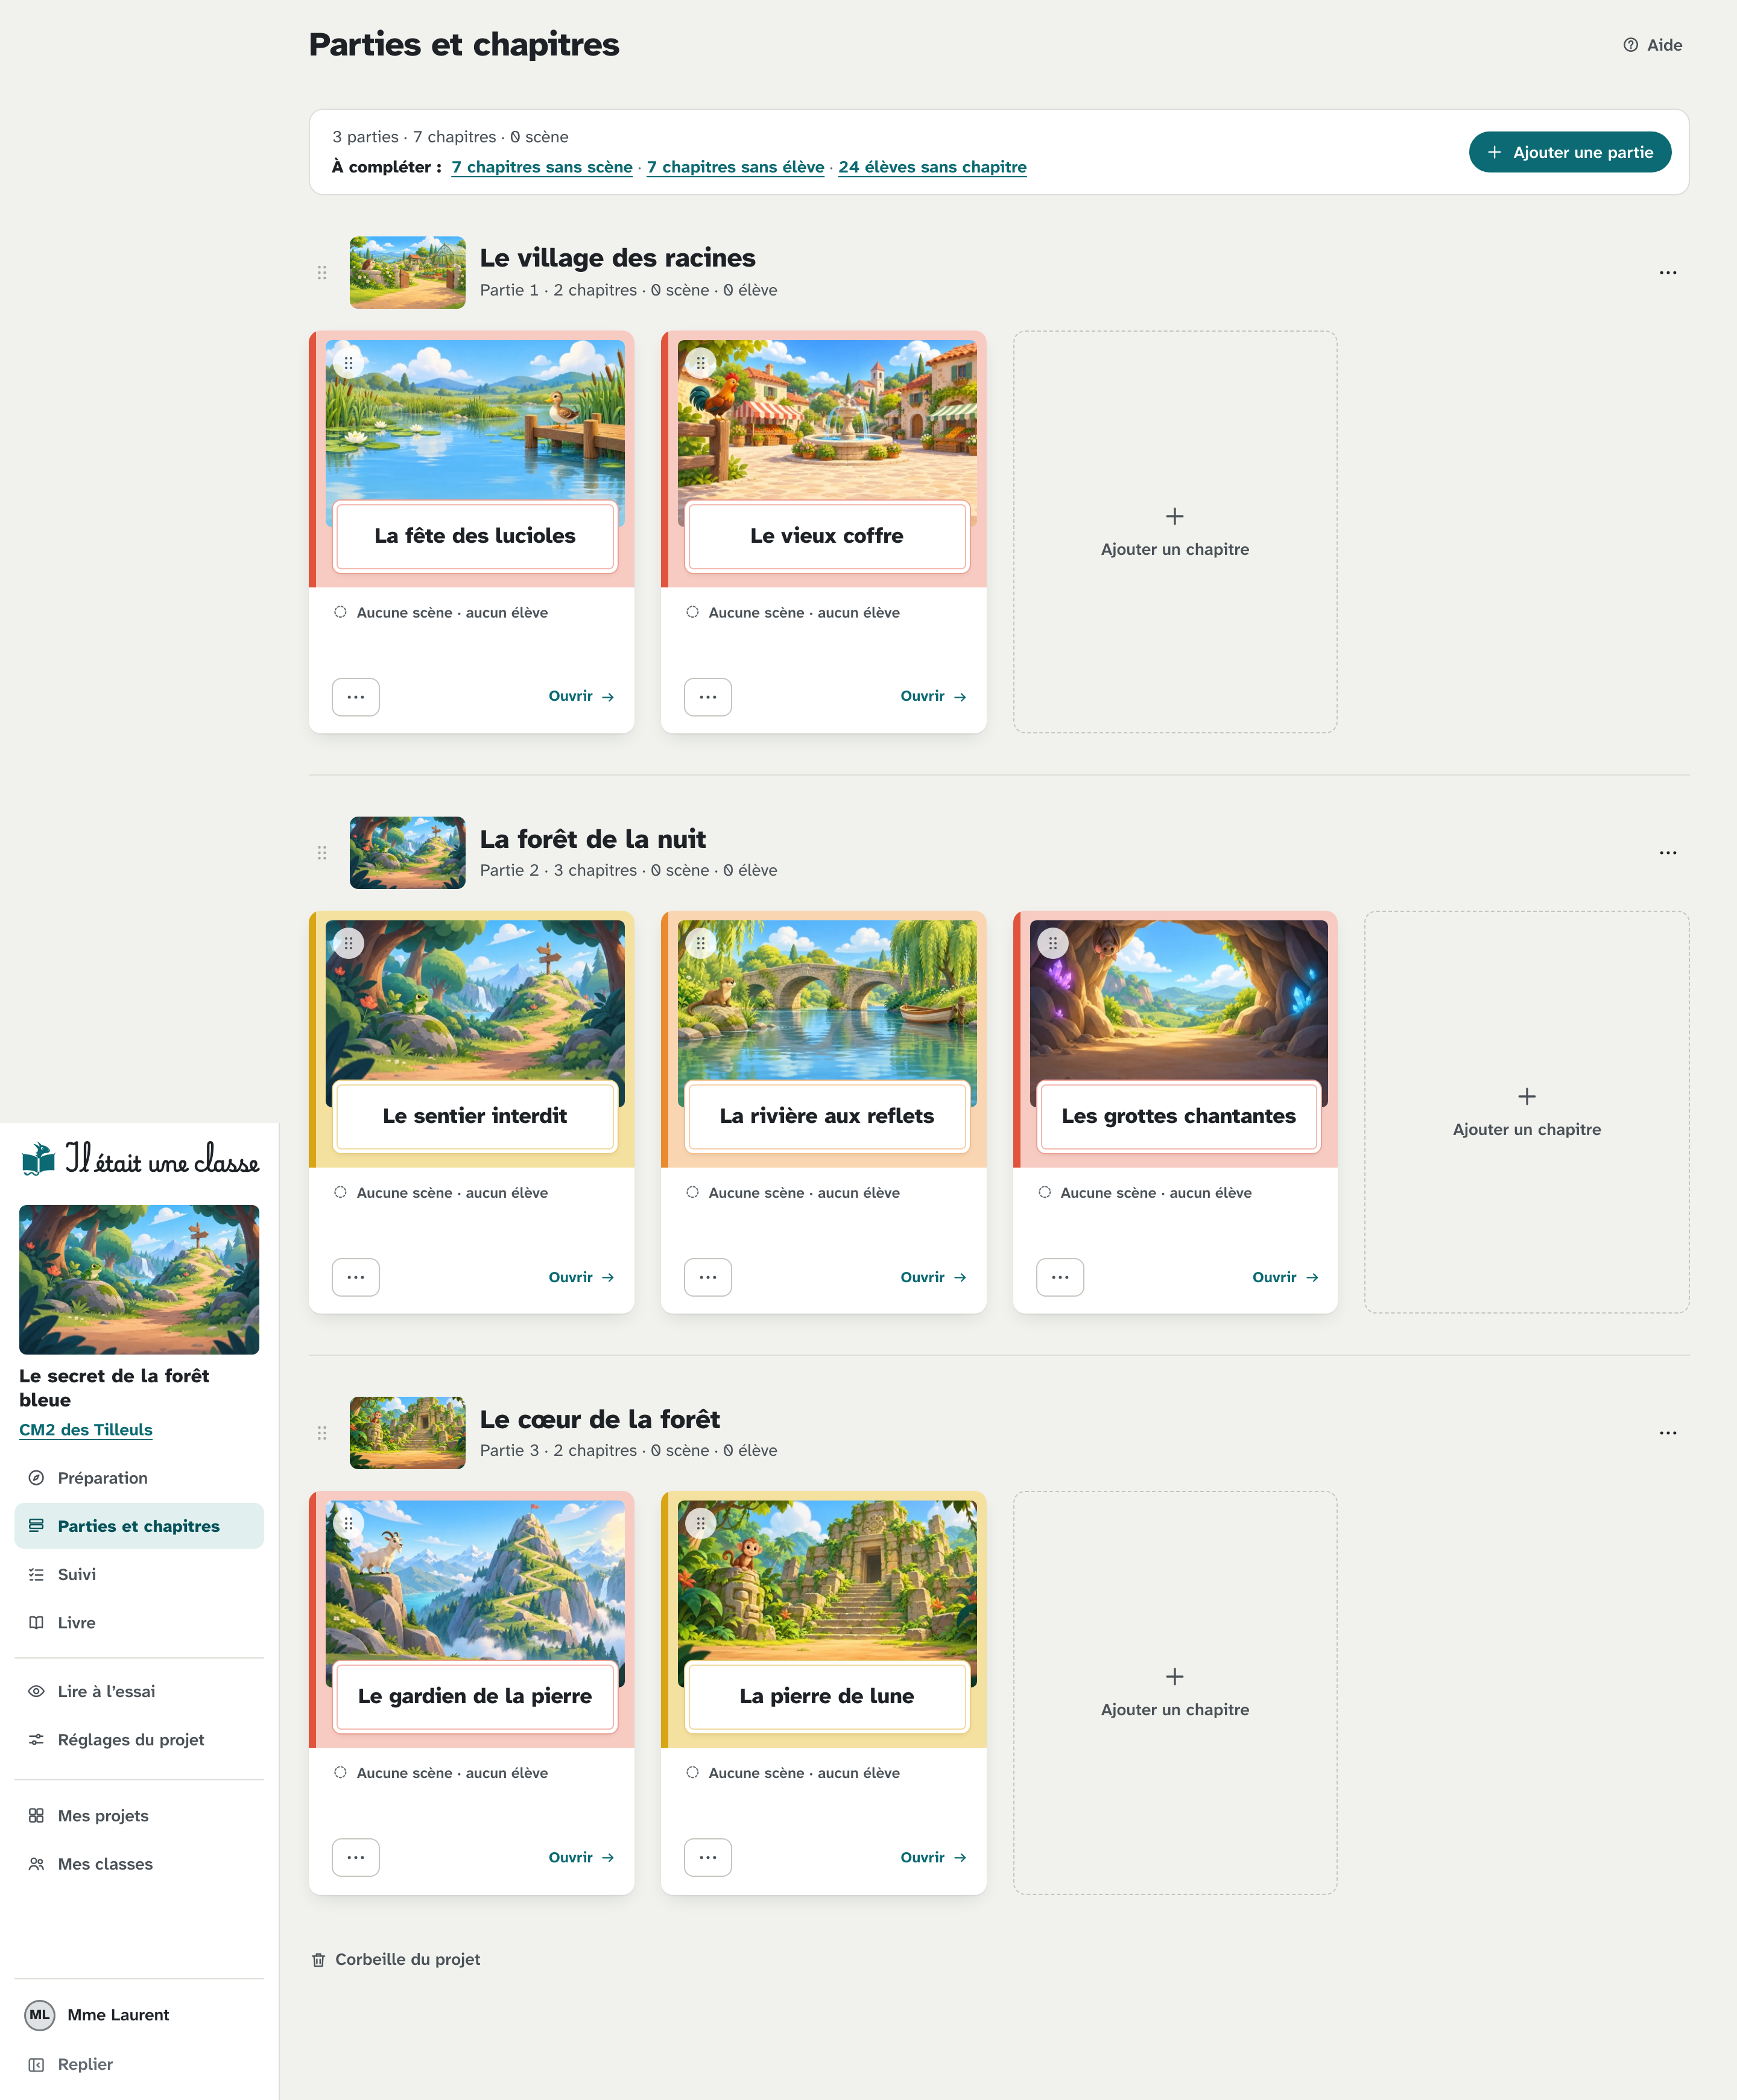 Parties et chapitres
Aide
3 parties · 7 chapitres · 0 scène
À compléter : 7 chapitres sans scène · 7 chapitres sans élève · 24 élèves sans chapitre
Ajouter une partie
Le village des racines
Partie 1 · 2 chapitres · 0 scène · 0 élève
La fête des lucioles
Aucune scène · aucun élève
Ouvrir
Le vieux coffre
Aucune scène · aucun élève
Ouvrir
Ajouter un chapitre
La forêt de la nuit
Partie 2 · 3 chapitres · 0 scène · 0 élève
Le sentier interdit
Aucune scène · aucun élève
Ouvrir
La rivière aux reflets
Aucune scène · aucun élève
Ouvrir
Les grottes chantantes
Aucune scène · aucun élève
Ouvrir
Ajouter un chapitre
Le cœur de la forêt
Partie 3 · 2 chapitres · 0 scène · 0 élève
Le gardien de la pierre
Aucune scène · aucun élève
Ouvrir
La pierre de lune
Aucune scène · aucun élève
Ouvrir
Ajouter un chapitre
Corbeille du projet
Il était une classe
Le secret de la forêt
bleue
CM2 des Tilleuls
Préparation
Parties et chapitres
Suivi
Livre
Lire à l’essai
Réglages du projet
Mes projets
Mes classes
ML
Mme Laurent
Replier